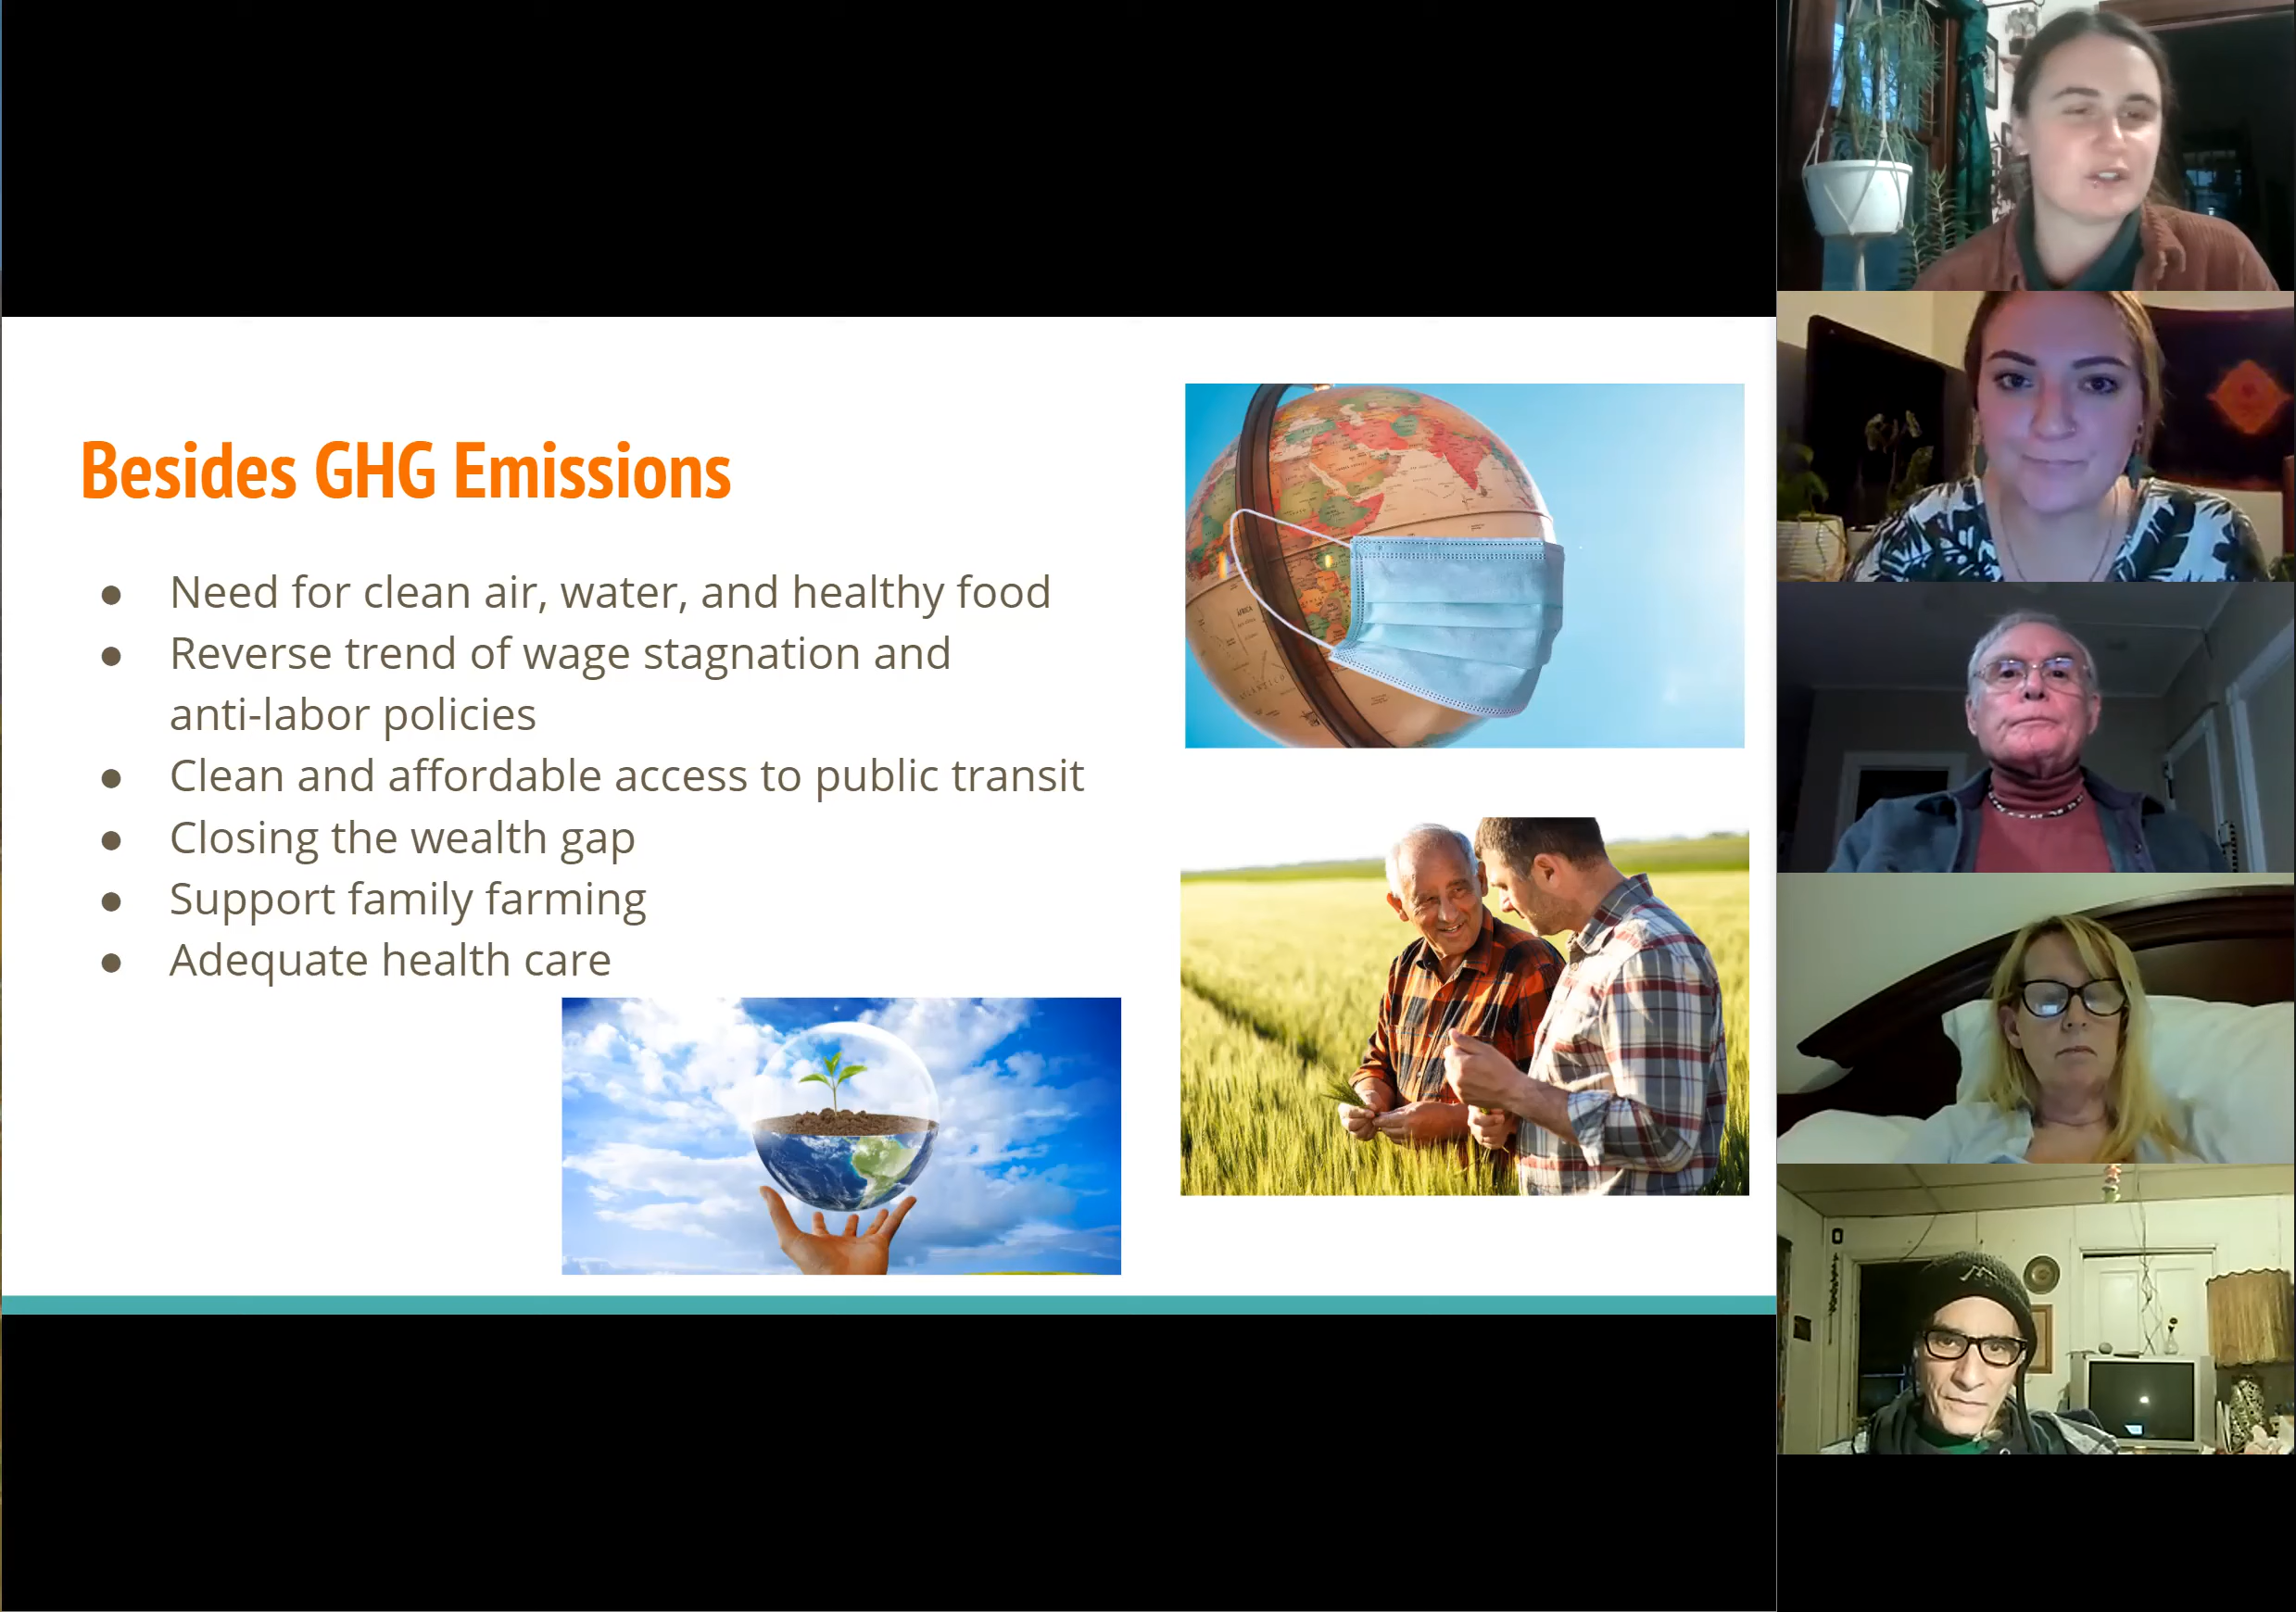 Besides GHG Emissions
● Need for clean air, water, and healthy food
● Reverse trend of wage stagnation and
anti-labor policies
● Clean and affordable access to public transit
● Closing the wealth gap
● Support family farming
● Adequate health care